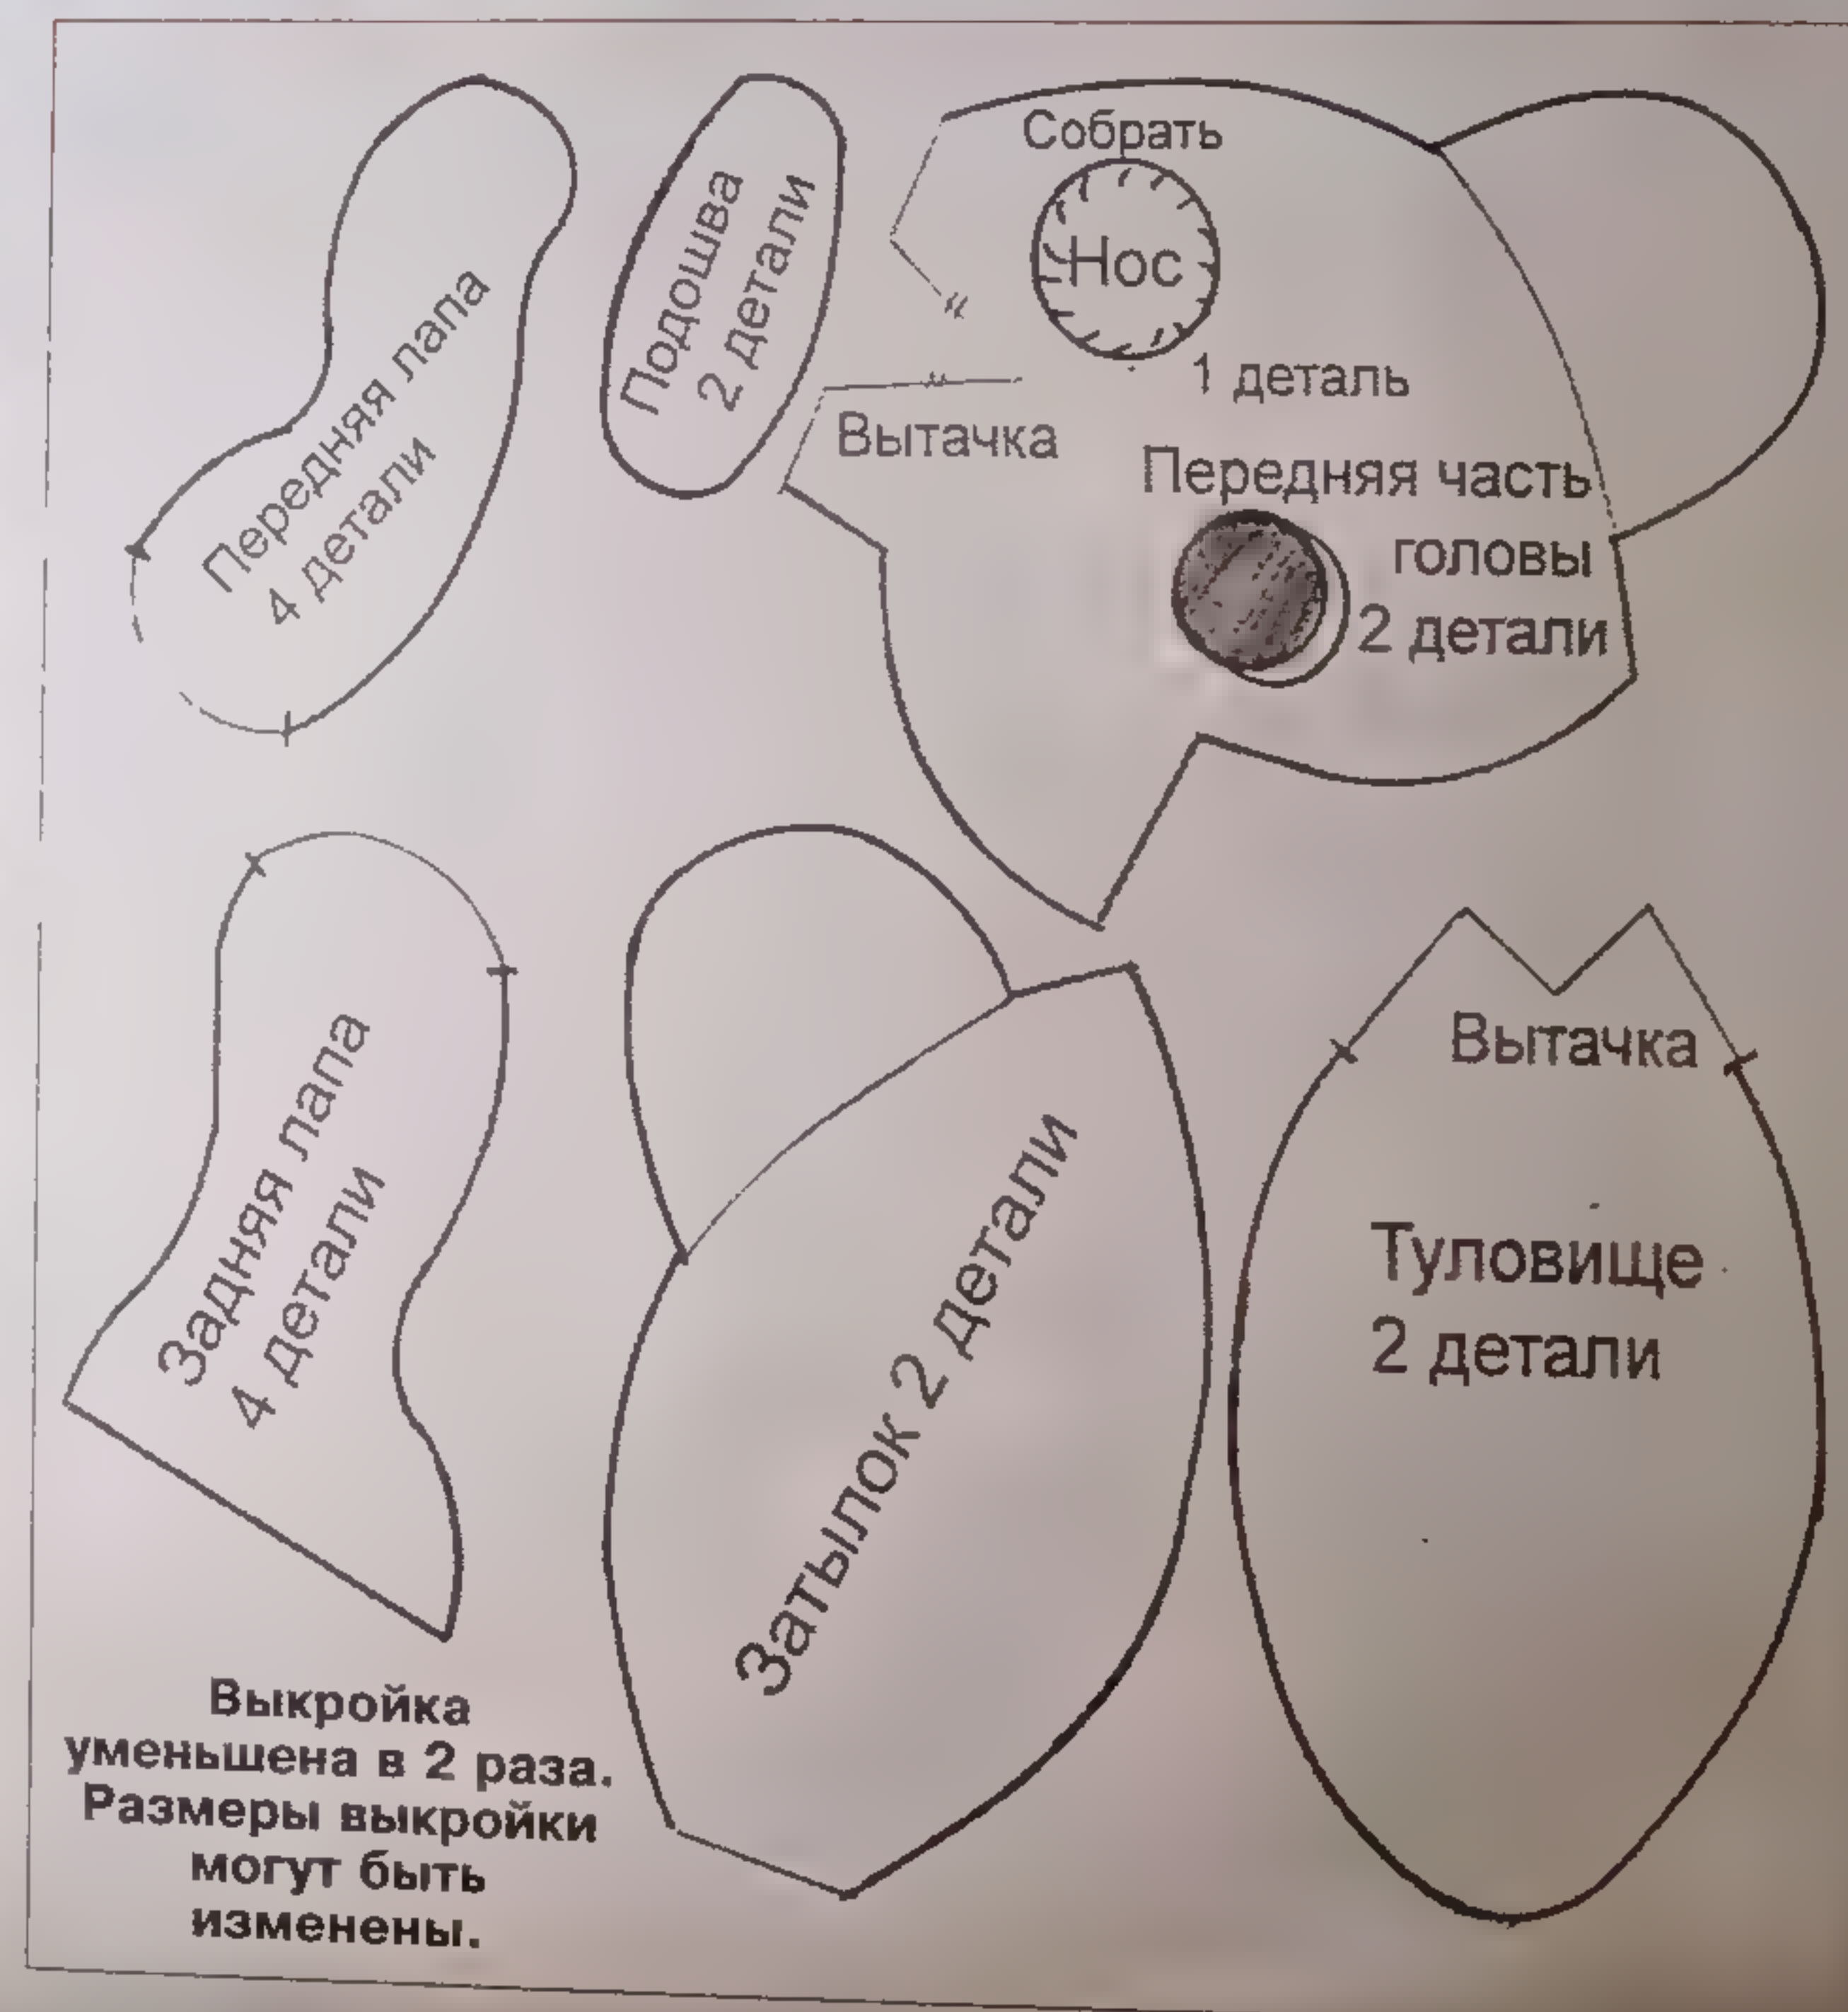 Передняя лапа
4 детали
Подошва
2 детали
Собрать
Нос
1 деталь
Вытачка
Передняя часть
головы
2 детали
Задняя лапа
4 детали
Затылок 2 детали
Вытачка
Туловище
2 детали
Выкройка
уменьшена в 2 раза.
Размеры выкройки
могут быть
изменены.